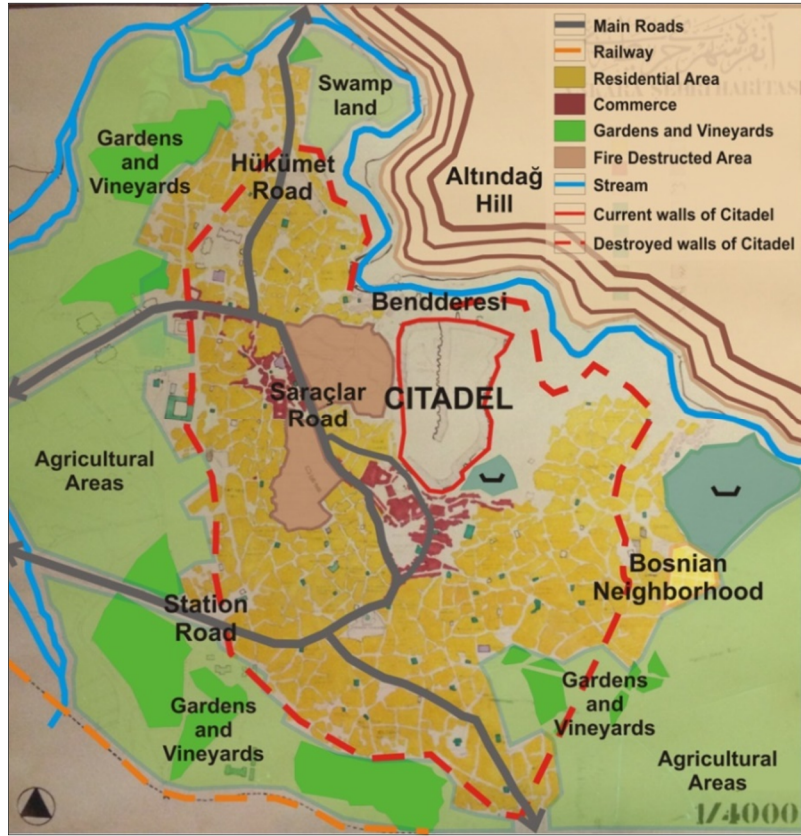 Main Roads
Railway
Residential Area
Commerce
Gardens and Vineyards
Fire Destructed Area
Stream
Current walls of Citadel
Destroyed walls of Citadel
Swamp
land
Gardens
and
Vineyards
Hükümet
Road
Altındağ
Hill
Bendderesi
CITADEL
Saraçlar
Road
Agricultural
Areas
Bosnian
Neighborhood
Station
Road
Gardens
and
Vineyards
Gardens
and
Vineyards
Agricultural
Areas
1/4000